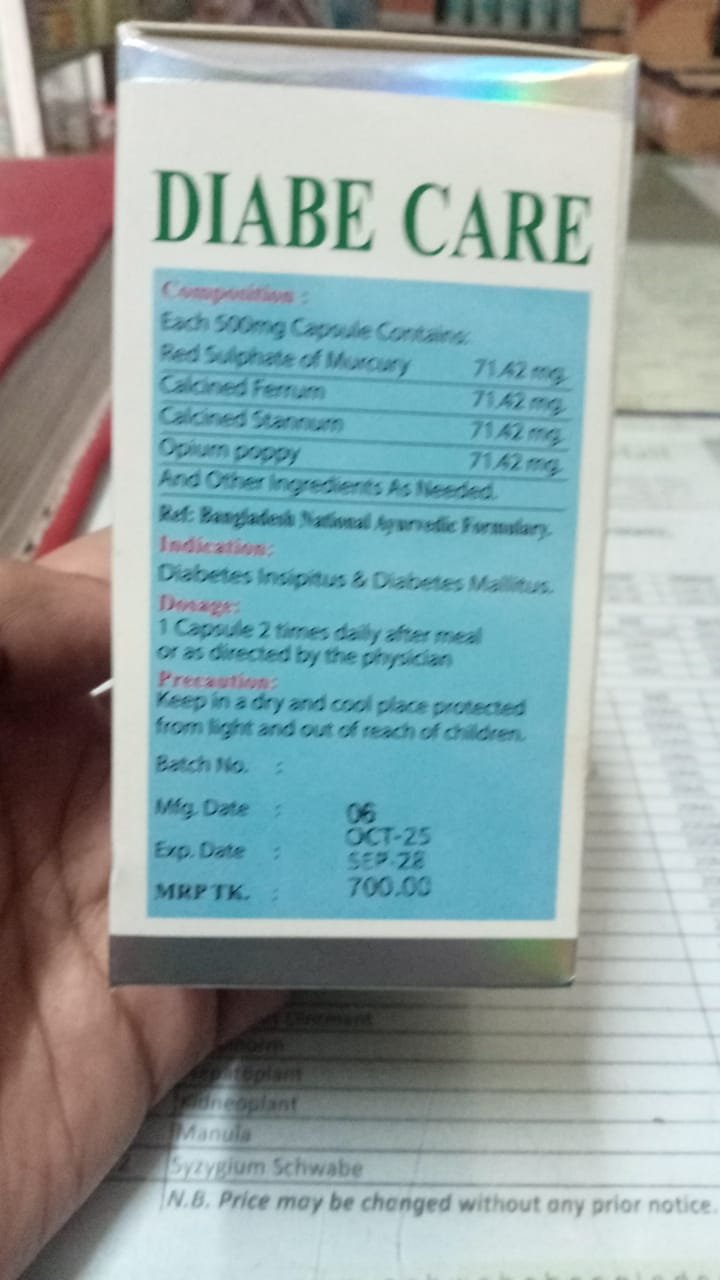 DIABE CARE
Composition :
Each 500mg Capsule Contains:
Red Sulphate of Murcury 71.42 mg.
Calcined Ferrum 71.42 mg.
Calcined Stannum 71.42 mg.
Opium poppy 71.42 mg.
And Other Ingredients As Needed.
Ref: Bangladesh National Ayurvedic Formulary.
Indication:
Diabetes Insipitus & Diabetes Mallitus.
Dosage:
1 Capsule 2 times daily after meal
or as directed by the physician
Precaution:
Keep in a dry and cool place protected
from light and out of reach of children.
Batch No. :
Mfg. Date : 06
OCT-25
Exp. Date : SEP-28
MRP TK. : 700.00
Kidneoplant
Manula
Syzygium Schwabe
N.B. Price may be changed without any prior notice.